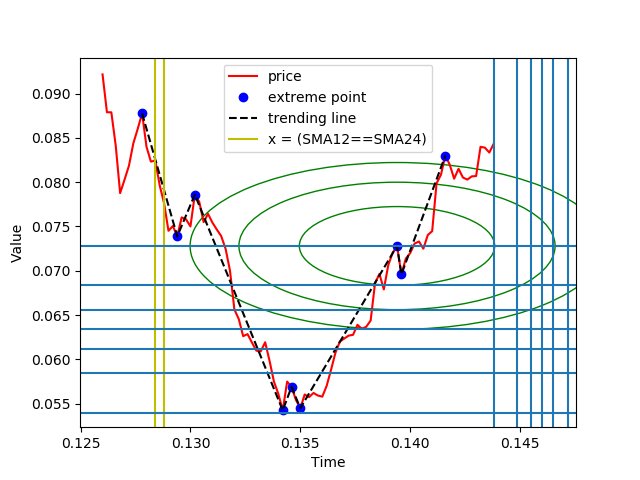 price
extreme point
trending line
x = (SMA12==SMA24)
0.090
0.085
0.080
0.075
0.070
0.065
0.060
0.055
Value
0.125 0.130 0.135 0.140 0.145
Time